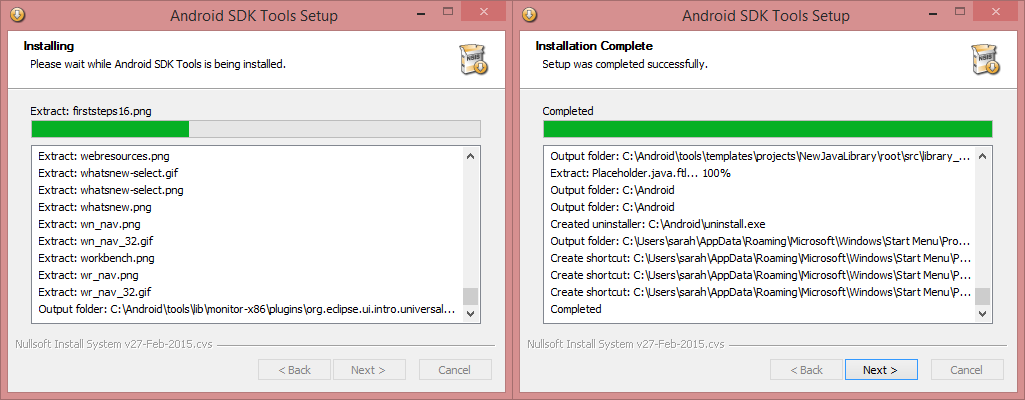 Android SDK Tools Setup
Installing
Please wait while Android SDK Tools is being installed.
Extract: firststeps16.png
Extract: webresources.png
Extract: whatsnew-select.gif
Extract: whatsnew-select.png
Extract: whatsnew.png
Extract: wn_nav.png
Extract: wn_nav_32.gif
Extract: workbench.png
Extract: wr_nav.png
Extract: wr_nav_32.gif
Output folder: C:\Android\tools\lib\monitor-x86\plugins\org.eclipse.ui.intro.universal...
Nullsoft Install System v27-Feb-2015.cvs
< Back
Next >
Cancel
Android SDK Tools Setup
Installation Complete
Setup was completed successfully.
Completed
Output folder: C:\Android\tools\templates\projects\NewJavaLibrary\root\src\library_...
Extract: Placeholder.java.ftl... 100%
Output folder: C:\Android
Output folder: C:\Android
Created uninstaller: C:\Android\uninstall.exe
Output folder: C:\Users\sarah\AppData\Roaming\Microsoft\Windows\Start Menu\Pro...
Create shortcut: C:\Users\sarah\AppData\Roaming\Microsoft\Windows\Start Menu\P...
Create shortcut: C:\Users\sarah\AppData\Roaming\Microsoft\Windows\Start Menu\P...
Create shortcut: C:\Users\sarah\AppData\Roaming\Microsoft\Windows\Start Menu\P...
Completed
Nullsoft Install System v27-Feb-2015.cvs
< Back
Next >
Cancel